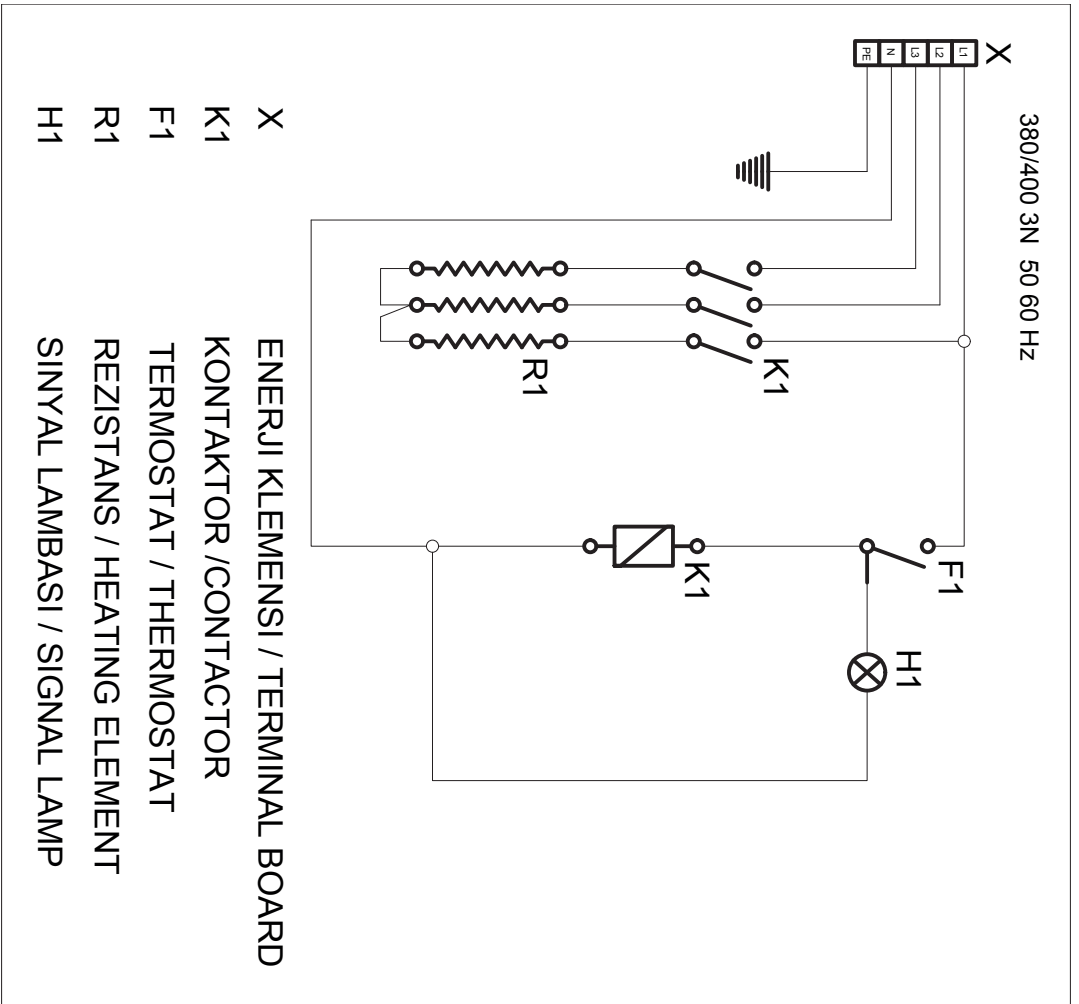 380/400 3N 50 60 Hz
X
L1 L2 L3 N PE
F1
H1
K1
K1
R1
X ENERJI KLEMENSI / TERMINAL BOARD
K1 KONTAKTOR /CONTACTOR
F1 TERMOSTAT / THERMOSTAT
R1 REZISTANS / HEATING ELEMENT
H1 SINYAL LAMBASI / SIGNAL LAMP